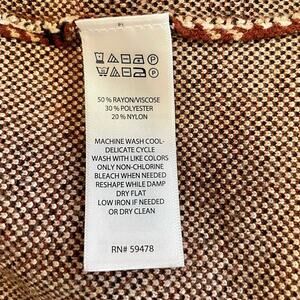 50 % RAYON/VISCOSE
30 % POLYESTER
20 % NYLON
MACHINE WASH COOL-
DELICATE CYCLE
WASH WITH LIKE COLORS
ONLY NON-CHLORINE
BLEACH WHEN NEEDED
RESHAPE WHILE DAMP
DRY FLAT
LOW IRON IF NEEDED
OR DRY CLEAN
RN# 59478